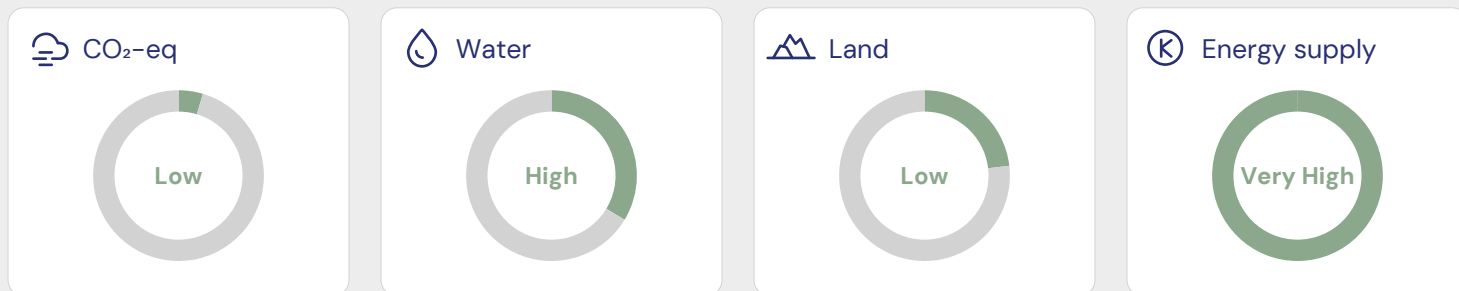 CO₂-eq
Water
Land
Energy supply
Low
High
Low
Very High